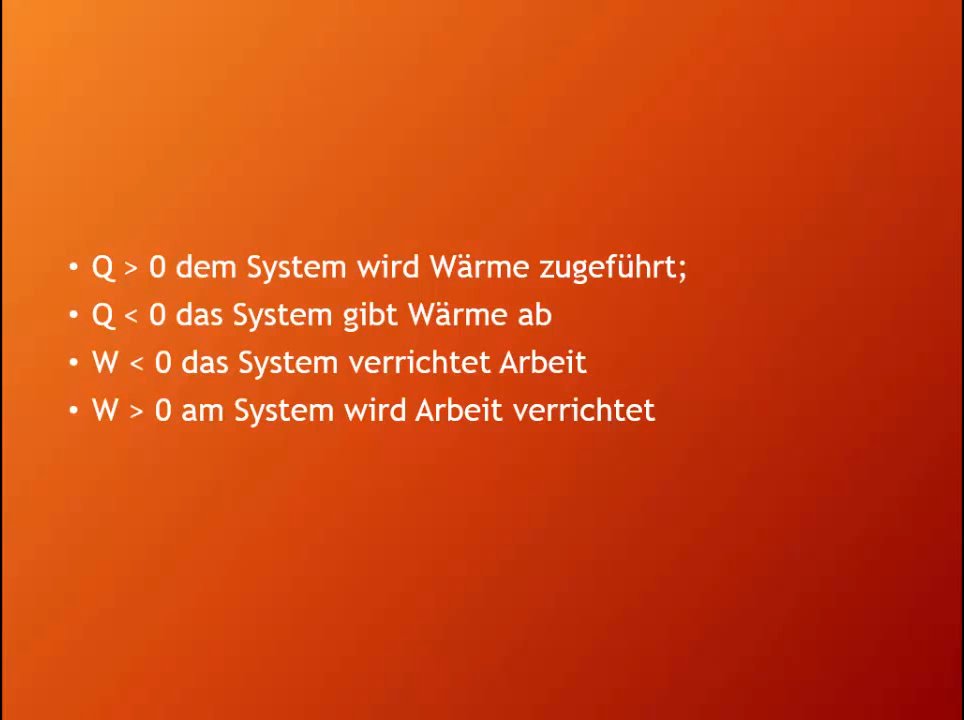 • Q > 0 dem System wird Wärme zugeführt;
• Q < 0 das System gibt Wärme ab
• W < 0 das System verrichtet Arbeit
• W > 0 am System wird Arbeit verrichtet